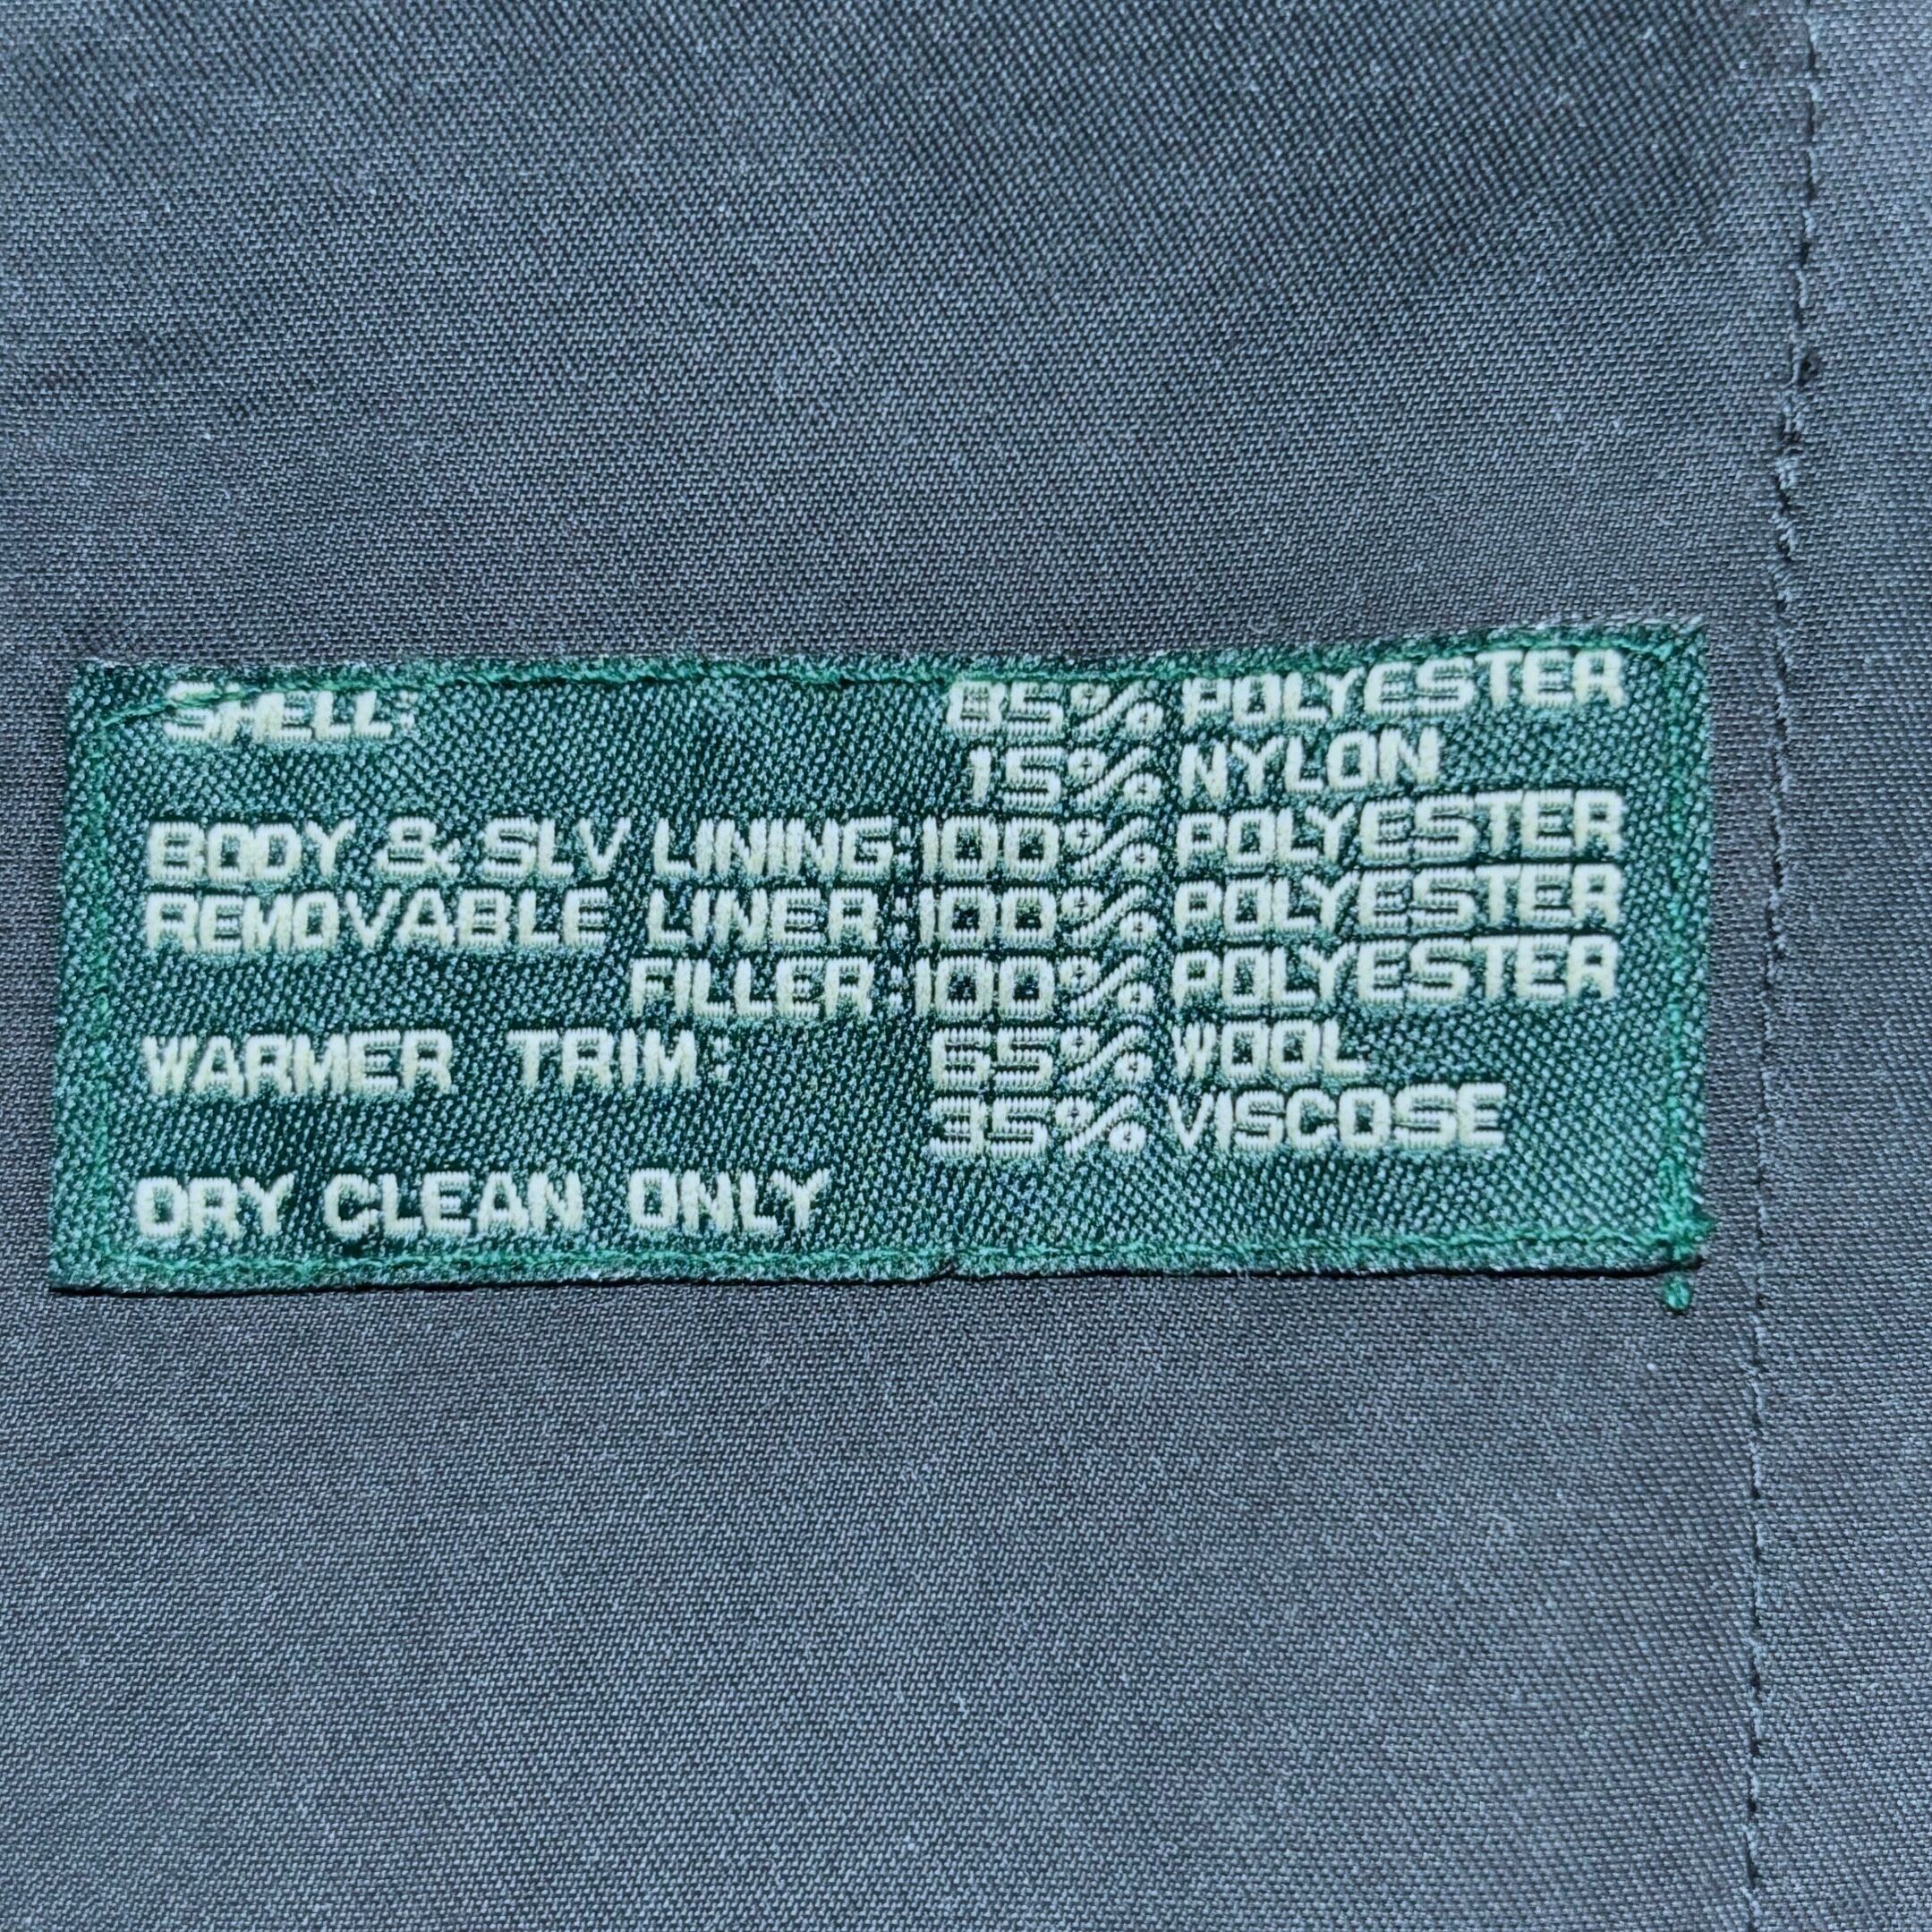 SHELL: 85% POLYESTER
15% NYLON
BODY & SLV LINING:100% POLYESTER
REMOVABLE LINER:100% POLYESTER
FILLER:100% POLYESTER
WARMER TRIM: 65% WOOL
35% VISCOSE
DRY CLEAN ONLY